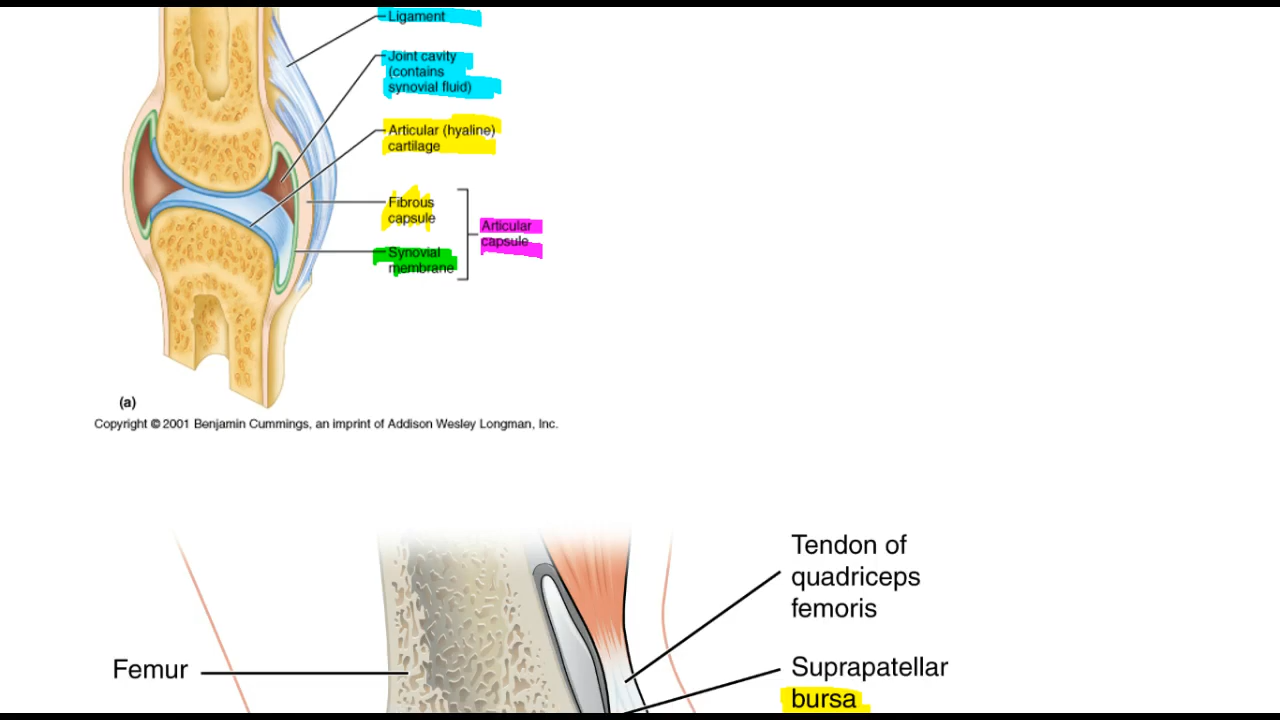 Ligament
Joint cavity
(contains
synovial fluid)
Articular (hyaline)
cartilage
Fibrous
capsule
Articular
capsule
Synovial
membrane
(a)
Copyright © 2001 Benjamin Cummings, an imprint of Addison Wesley Longman, Inc.
Tendon of
quadriceps
femoris
Femur
Suprapatellar
bursa